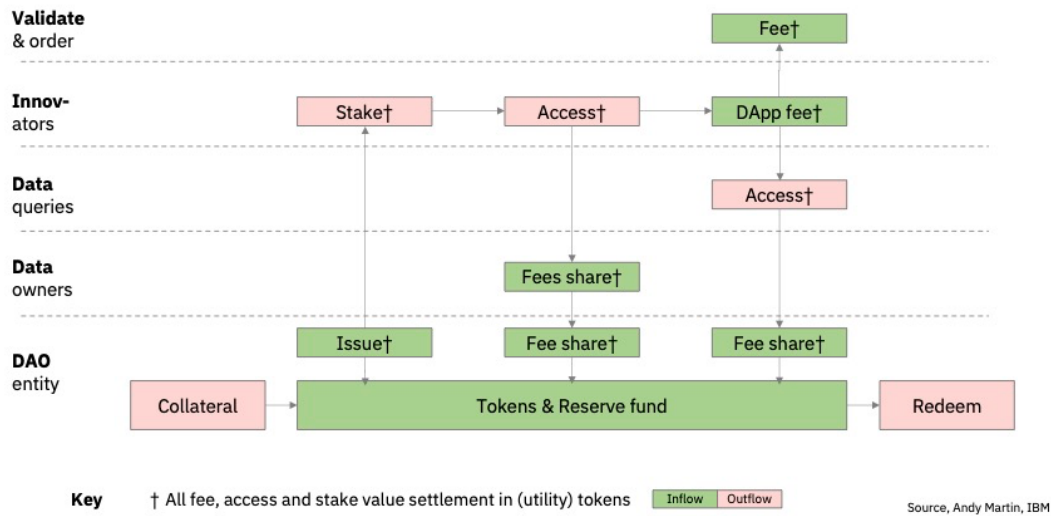 Validate
& order
Fee†
Innov-
ators
Stake†
Access†
DApp fee†
Data
queries
Access†
Data
owners
Fees share†
DAO
entity
Issue†
Fee share†
Fee share†
Collateral
Tokens & Reserve fund
Redeem
Key
† All fee, access and stake value settlement in (utility) tokens
Inflow
Outflow
Source, Andy Martin, IBM